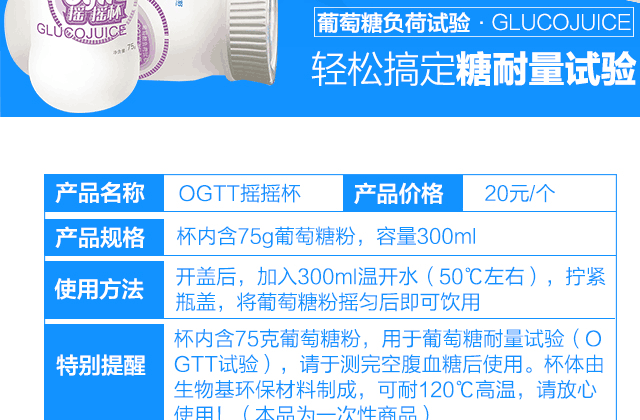 摇摇杯
GLUCOJUICE
葡萄糖负荷试验·GLUCOJUICE
轻松搞定糖耐量试验
产品名称 OGTT摇摇杯 产品价格 20元/个
产品规格 杯内含75g葡萄糖粉，容量300ml
使用方法 开盖后，加入300ml温开水（50℃左右），拧紧
瓶盖，将葡萄糖粉摇匀后即可饮用
特别提醒 杯内含75克葡萄糖粉，用于葡萄糖耐量试验（O
GTT试验），请于测完空腹血糖后使用。杯体由
生物基环保材料制成，可耐120℃高温，请放心
使用！（本品为一次性商品）